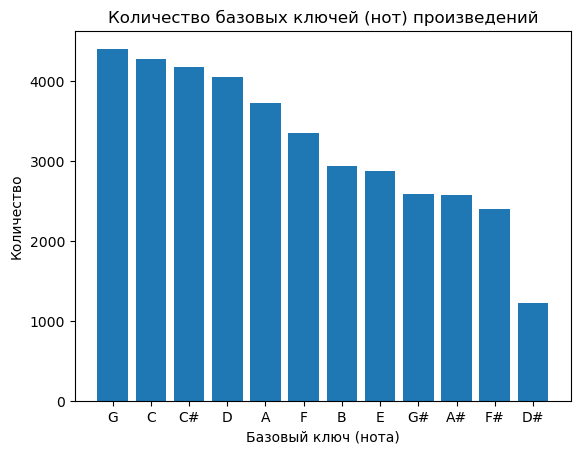 Количество базовых ключей (нот) произведений
Количество
4000
3000
2000
1000
0
G C C# D A F B E G# A# F# D#
Базовый ключ (нота)